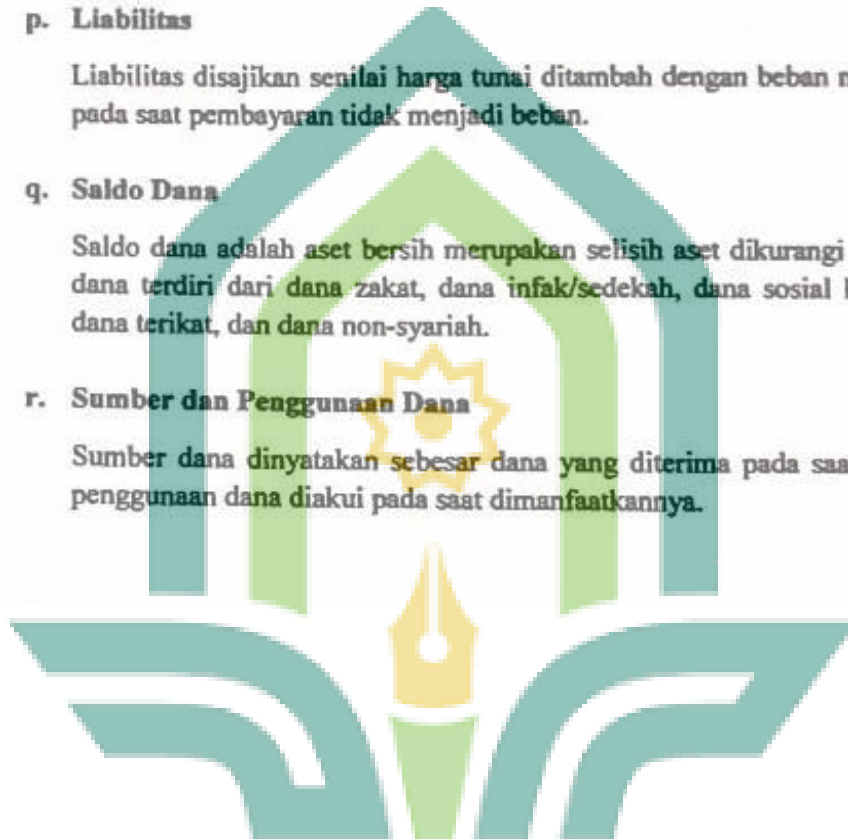 p. Liabilitas
Liabilitas disajikan senilai harga tunai ditambah dengan beban
pada saat pembayaran tidak menjadi beban.
q. Saldo Dana
Saldo dana adalah aset bersih merupakan selisih aset dikurangi
dana terdiri dari dana zakat, dana infak/sedekah, dana sosial
dana terikat, dan dana non-syariah.
r. Sumber dan Penggunaan Dana
Sumber dana dinyatakan sebesar dana yang diterima pada saa
penggunaan dana diakui pada saat dimanfaatkannya.